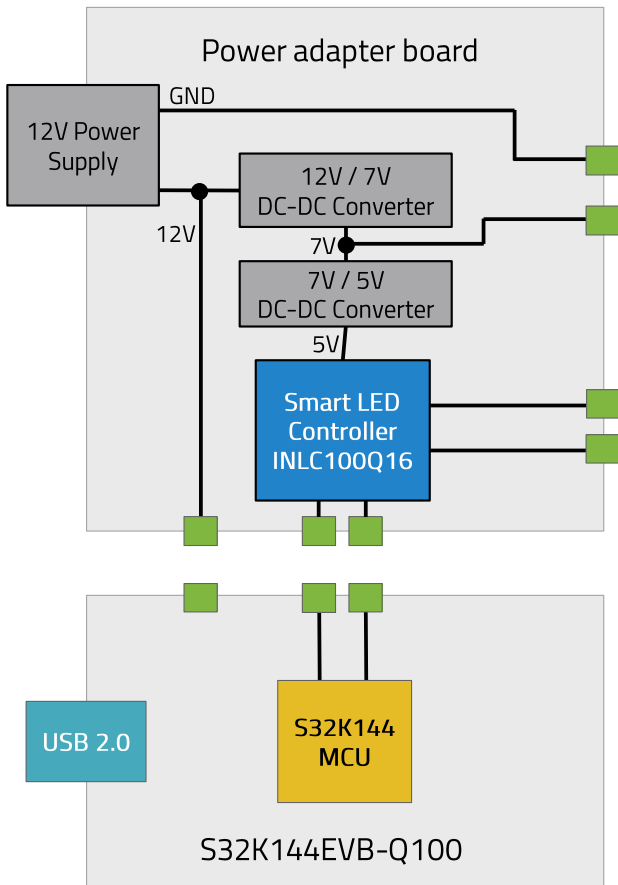 Power adapter board
GND
12V Power
Supply
12V / 7V
DC-DC Converter
12V
7V
7V / 5V
DC-DC Converter
5V
Smart LED
Controller
INLC100Q16
S32K144
MCU
USB 2.0
S32K144EVB-Q100